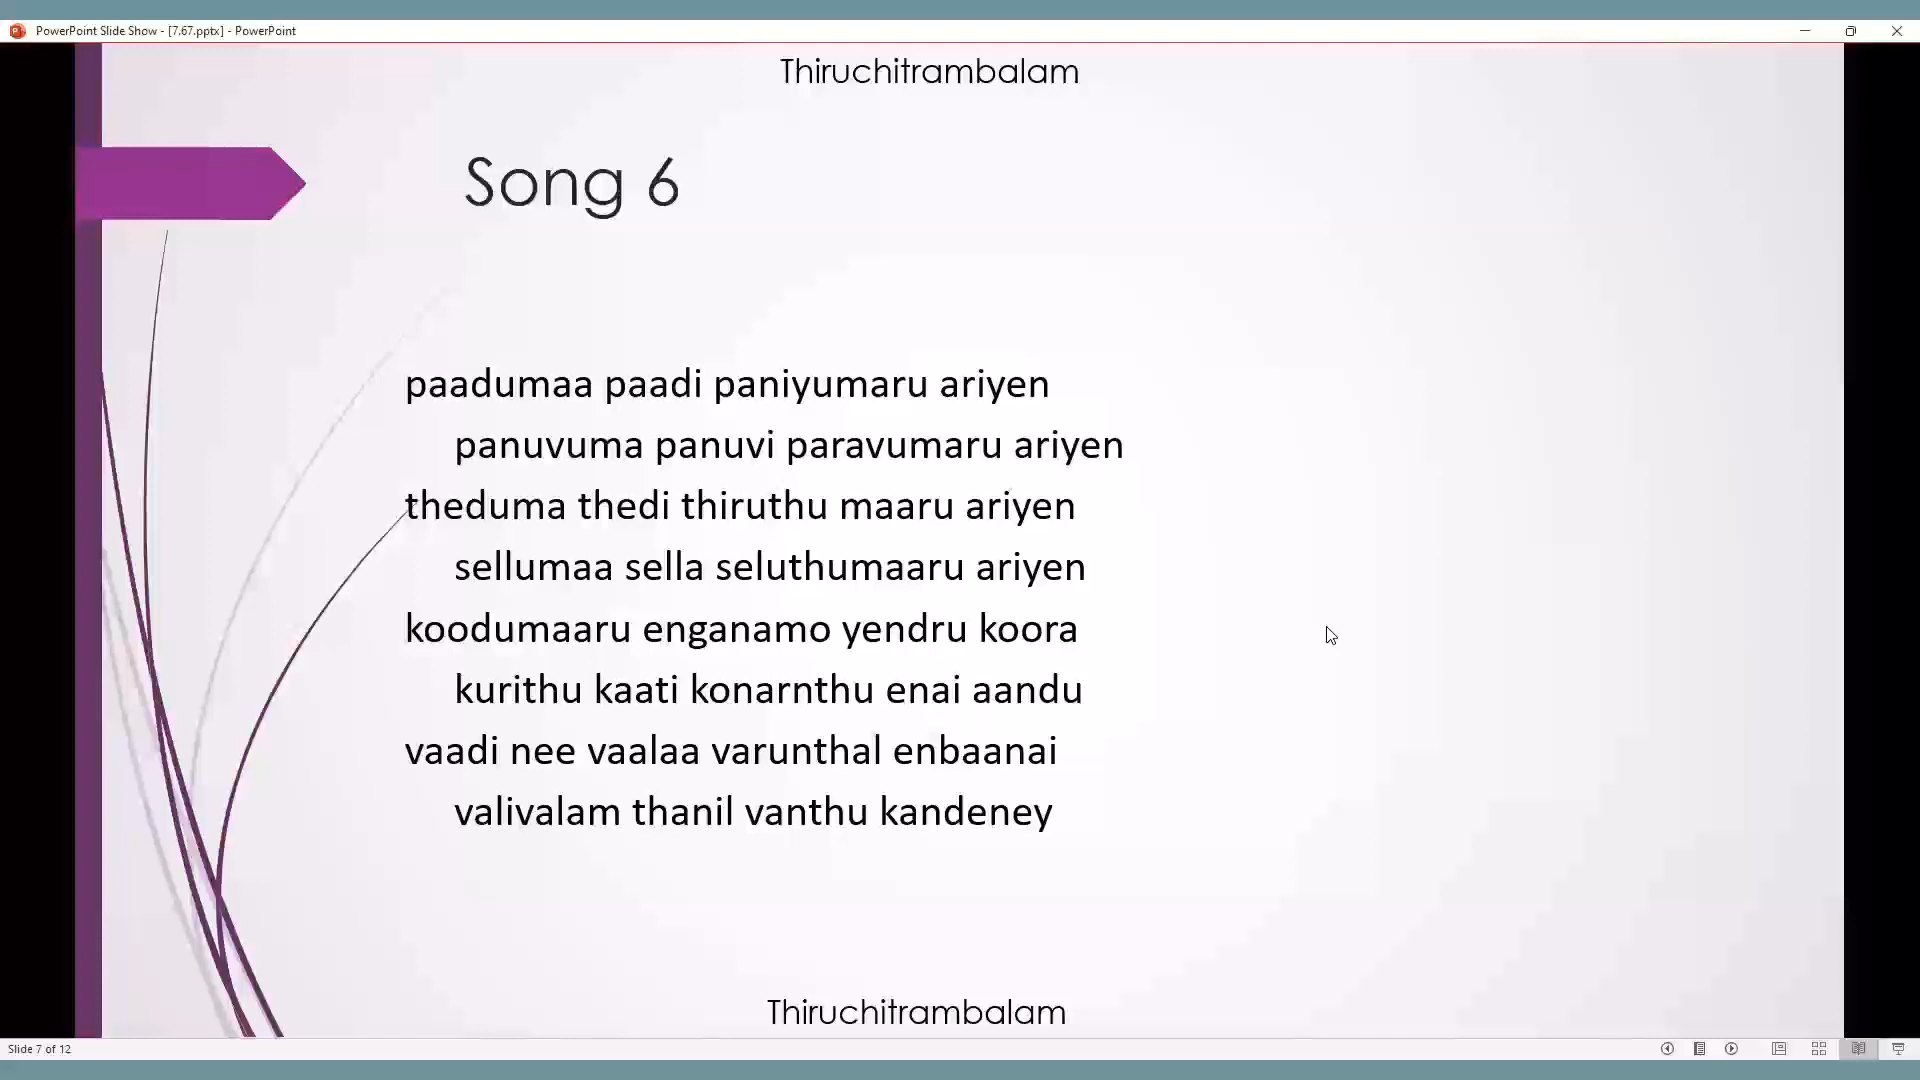 PowerPoint Slide Show - [7.67.pptx] - PowerPoint
Thiruchitrambalam
Song 6
paadumaa paadi paniyumaru ariyen
panuvuma panuvi paravumaru ariyen
theduma thedi thiruthu maaru ariyen
sellumaa sella seluthumaaru ariyen
koodumaaru enganamo yendru koora
kurithu kaati konarnthu enai aandu
vaadi nee vaalaa varunthal enbaanai
valivalam thanil vanthu kandeney
Thiruchitrambalam
Slide 7 of 12